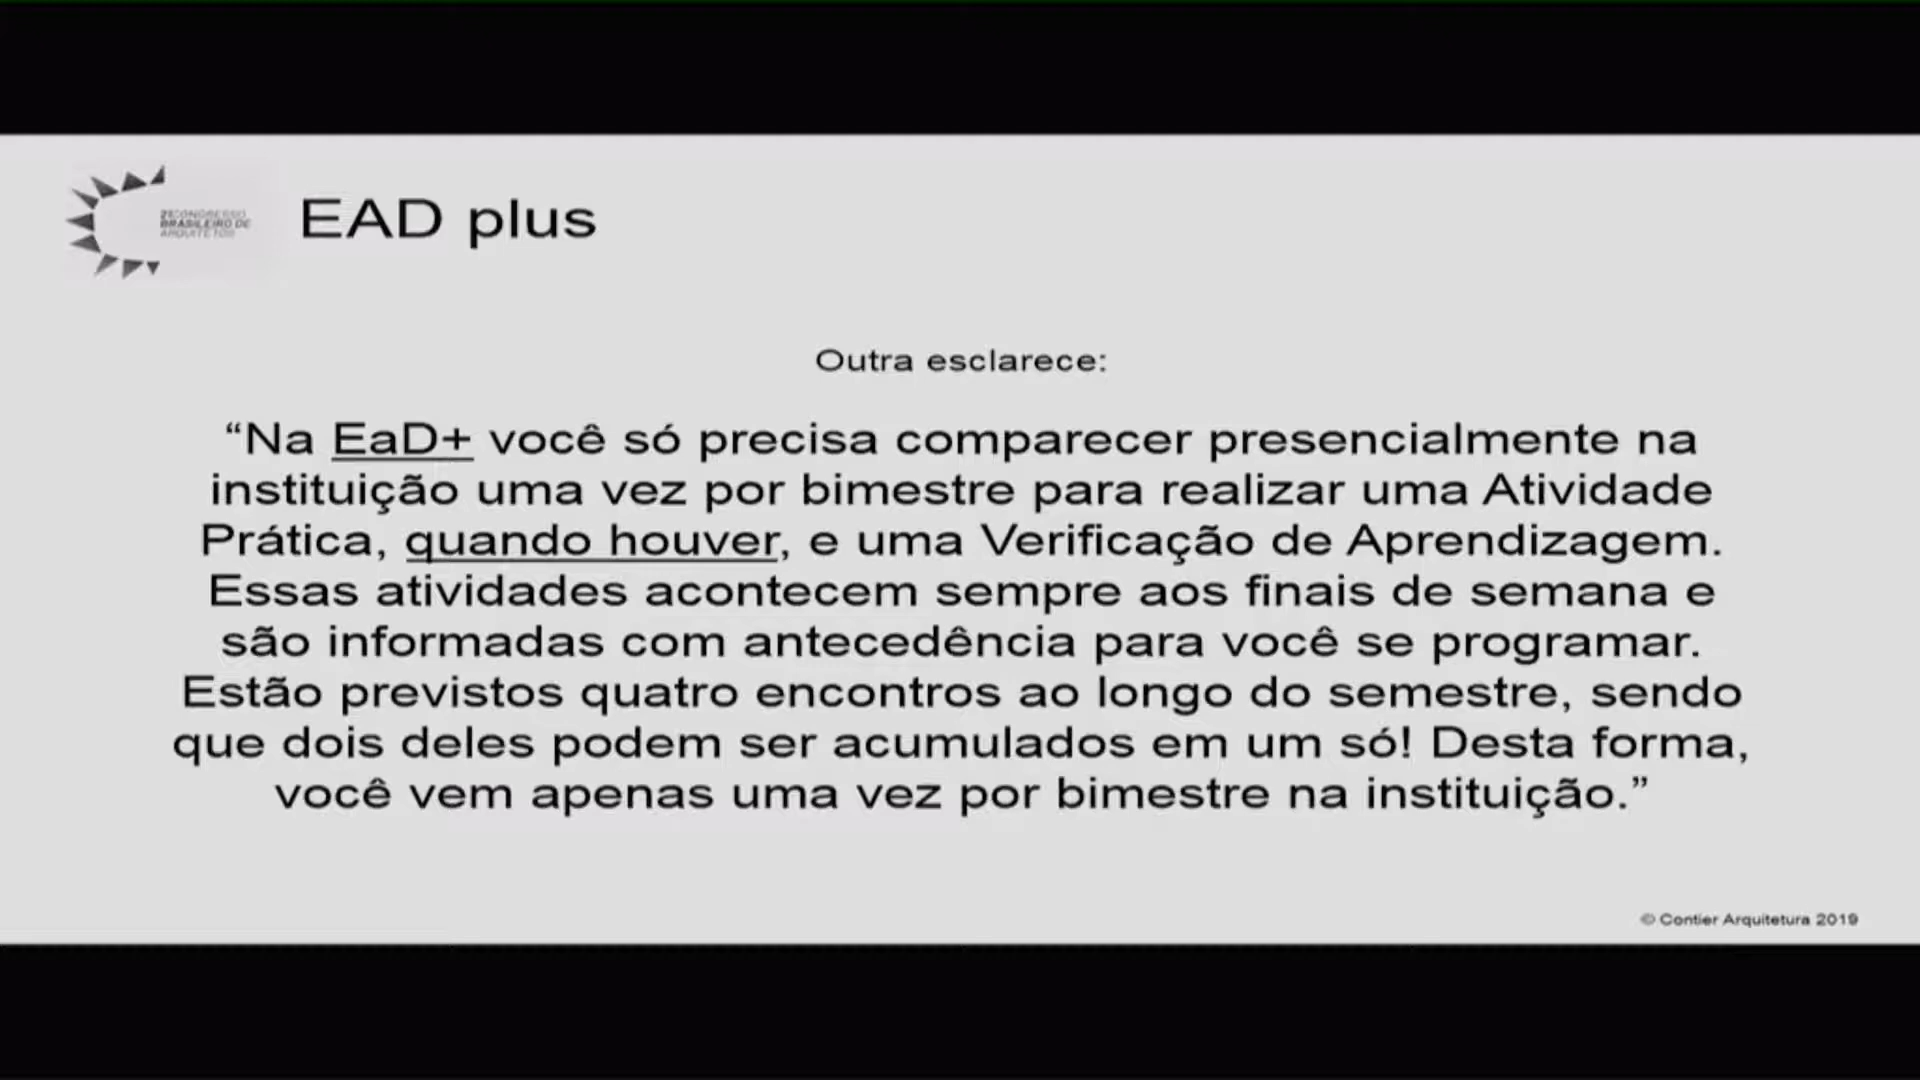 21CONGRESSO
BRASILEIRO DE
ARQUITETOS
EAD plus
Outra esclarece:
“Na EaD+ você só precisa comparecer presencialmente na
instituição uma vez por bimestre para realizar uma Atividade
Prática, quando houver, e uma Verificação de Aprendizagem.
Essas atividades acontecem sempre aos finais de semana e
são informadas com antecedência para você se programar.
Estão previstos quatro encontros ao longo do semestre, sendo
que dois deles podem ser acumulados em um só! Desta forma,
você vem apenas uma vez por bimestre na instituição.”
© Contier Arquitetura 2019